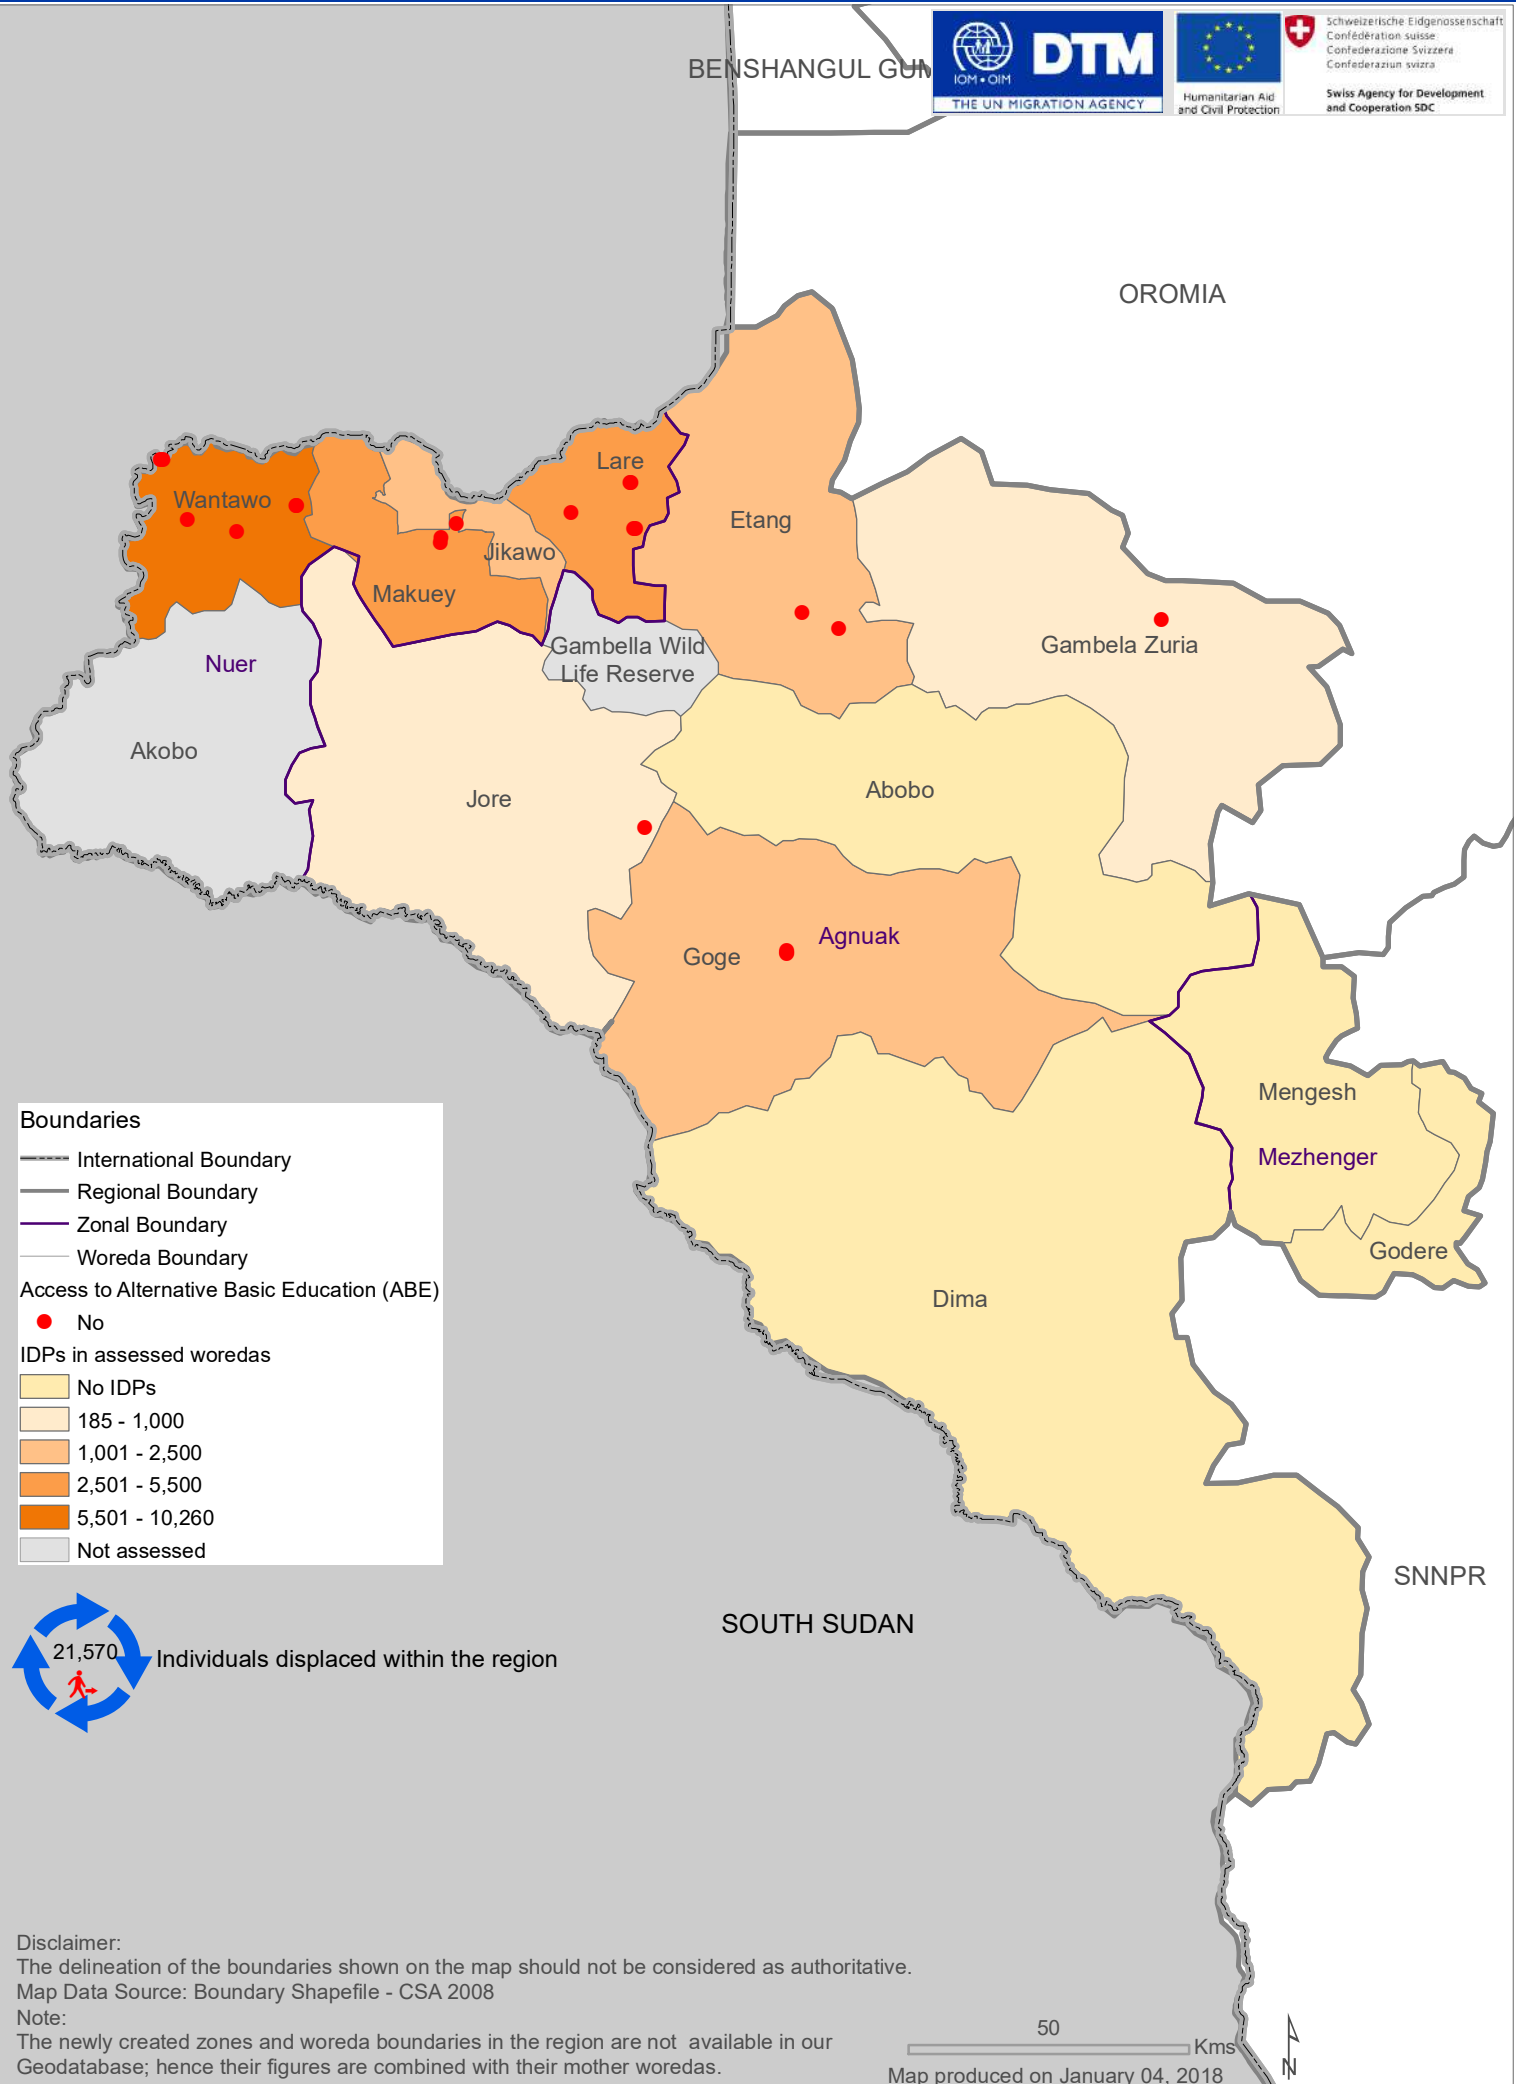 BENSHANGUL GUM
IOM • OIM
DTM
THE UN MIGRATION AGENCY
Humanitarian Aid
and Civil Protection
Schweizerische Eidgenossenschaft
Confédération suisse
Confederazione Svizzera
Confederaziun svizra
Swiss Agency for Development
and Cooperation SDC
OROMIA
Lare
Wantawo
Etang
Jikawo
Makuey
Gambella Wild
Life Reserve
Gambela Zuria
Nuer
Akobo
Jore
Abobo
Agnuak
Goge
Mengesh
Mezhenger
Godere
Dima
SNNPR
SOUTH SUDAN
Boundaries
International Boundary
Regional Boundary
Zonal Boundary
Woreda Boundary
Access to Alternative Basic Education (ABE)
No
IDPs in assessed woredas
No IDPs
185 - 1,000
1,001 - 2,500
2,501 - 5,500
5,501 - 10,260
Not assessed
21,570
Individuals displaced within the region
Disclaimer:
The delineation of the boundaries shown on the map should not be considered as authoritative.
Map Data Source: Boundary Shapefile - CSA 2008
Note:
The newly created zones and woreda boundaries in the region are not available in our
Geodatabase; hence their figures are combined with their mother woredas.
50
Kms
N
Map produced on January 04, 2018